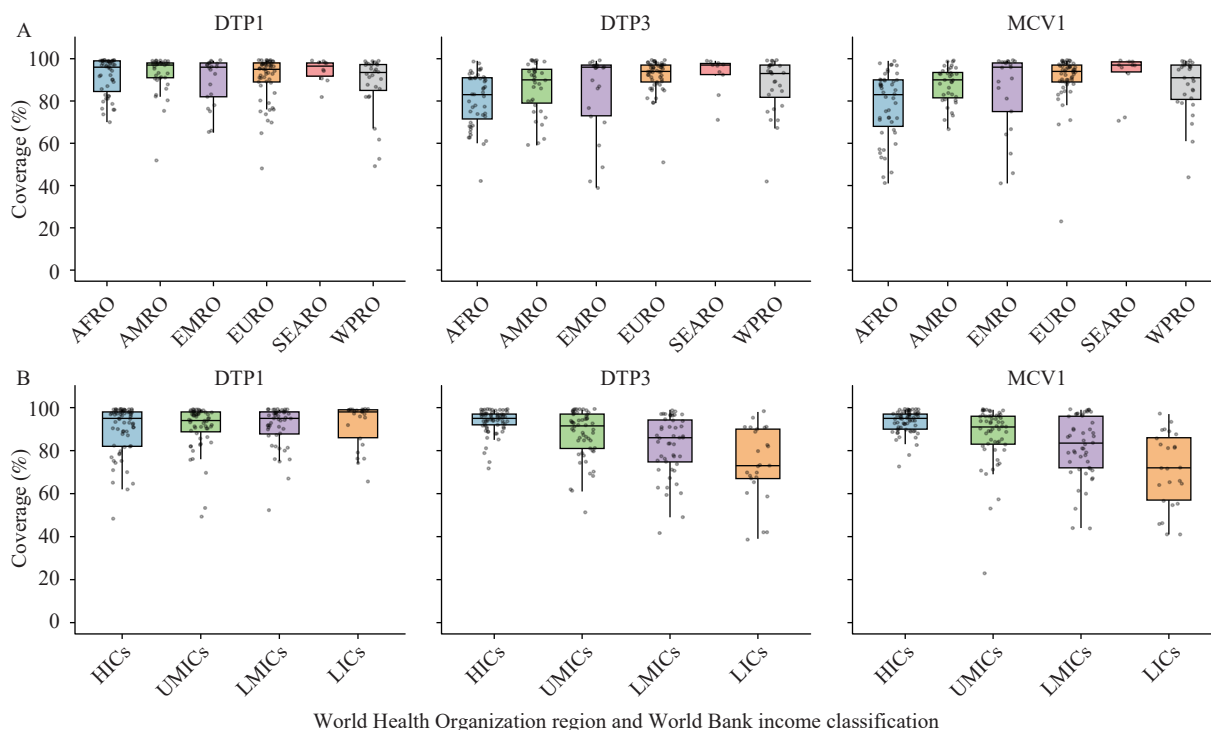 A
DTP1 DTP3 MCV1
Coverage (%)
100
80
60
40
20
0
AFRO AMRO EMRO EURO SEARO WPRO AFRO AMRO EMRO EURO SEARO WPRO AFRO AMRO EMRO EURO SEARO WPRO
B
DTP1 DTP3 MCV1
Coverage (%)
100
80
60
40
20
0
HICs UMICs LMICs LICs HICs UMICs LMICs LICs HICs UMICs LMICs LICs
World Health Organization region and World Bank income classification